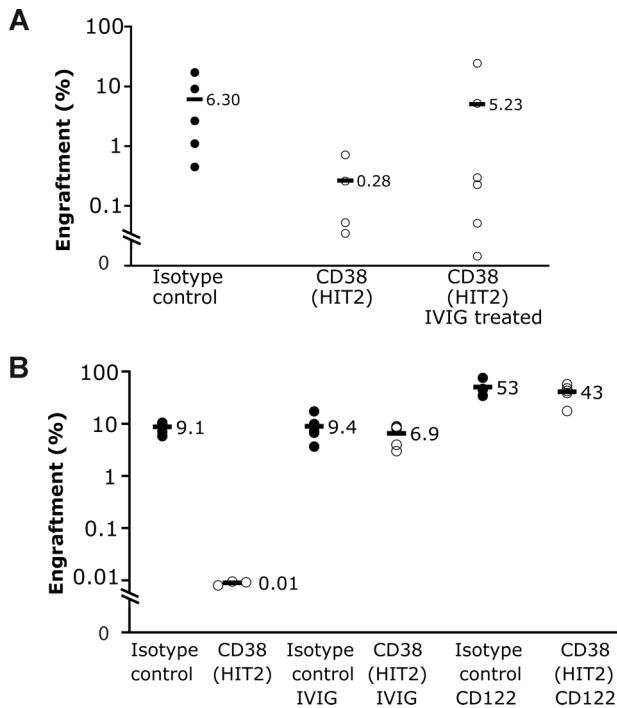 A
Engraftment (%)
100
10
1
0.1
0
6.30
0.28
5.23
Isotype
control
CD38
(HIT2)
CD38
(HIT2)
IVIG treated
B
Engraftment (%)
100
10
1
0.1
0.01
0
9.1
0.01
9.4
6.9
53
43
Isotype
control
CD38
(HIT2)
Isotype
control
IVIG
CD38
(HIT2)
IVIG
Isotype
control
CD122
CD38
(HIT2)
CD122